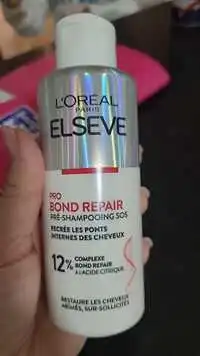 L'ORÉAL
PARIS
ELSEVE
PRO
BOND REPAIR
PRÉ-SHAMPOOING SOS
RECRÉE LES PONTS
INTERNES DES CHEVEUX
12% COMPLEXE
BOND REPAIR
À L'ACIDE CITRIQUE
RESTAURE LES CHEVEUX
ABÎMÉS, SUR-SOLLICITÉS